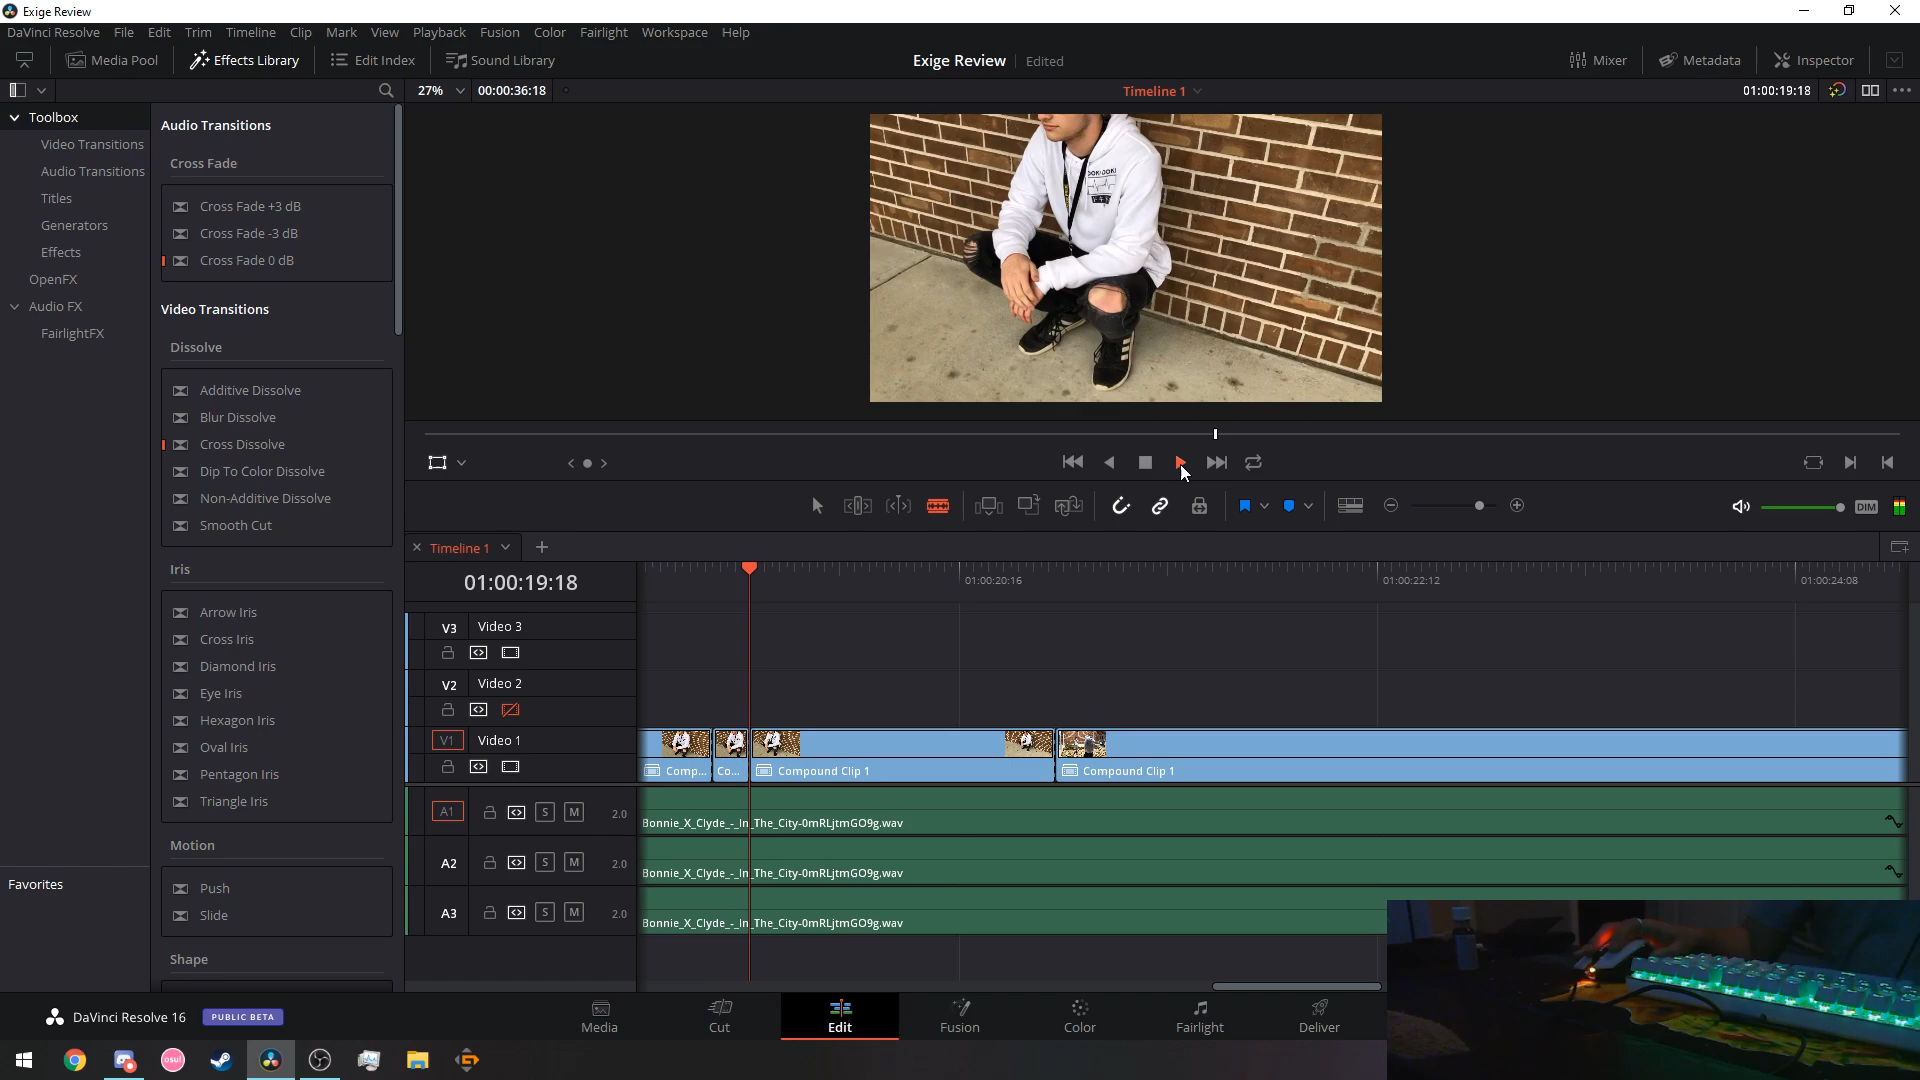 Exige Review
DaVinci Resolve File Edit Trim Timeline Clip Mark View Playback Fusion Color Fairlight Workspace Help
Media Pool Effects Library Edit Index Sound Library Exige Review Edited Mixer Metadata Inspector
27% 00:00:36:18 Timeline 1 01:00:19:18
Toolbox
Video Transitions
Audio Transitions
Titles
Generators
Effects
OpenFX
Audio FX
FairlightFX
Favorites
Audio Transitions
Cross Fade
Cross Fade +3 dB
Cross Fade -3 dB
Cross Fade 0 dB
Video Transitions
Dissolve
Additive Dissolve
Blur Dissolve
Cross Dissolve
Dip To Color Dissolve
Non-Additive Dissolve
Smooth Cut
Iris
Arrow Iris
Cross Iris
Diamond Iris
Eye Iris
Hexagon Iris
Oval Iris
Pentagon Iris
Triangle Iris
Motion
Push
Slide
Shape
DIM
Timeline 1
01:00:19:18 01:00:20:16 01:00:22:12 01:00:24:08
V3 Video 3
V2 Video 2
V1 Video 1
Comp... Co... Compound Clip 1 Compound Clip 1
A1 S M 2.0
Bonnie_X_Clyde_-_In_The_City-0mRLjtmGO9g.wav
A2 S M 2.0
Bonnie_X_Clyde_-_In_The_City-0mRLjtmGO9g.wav
A3 S M 2.0
Bonnie_X_Clyde_-_In_The_City-0mRLjtmGO9g.wav
DaVinci Resolve 16 PUBLIC BETA
Media Cut Edit Fusion Color Fairlight Deliver
osu!